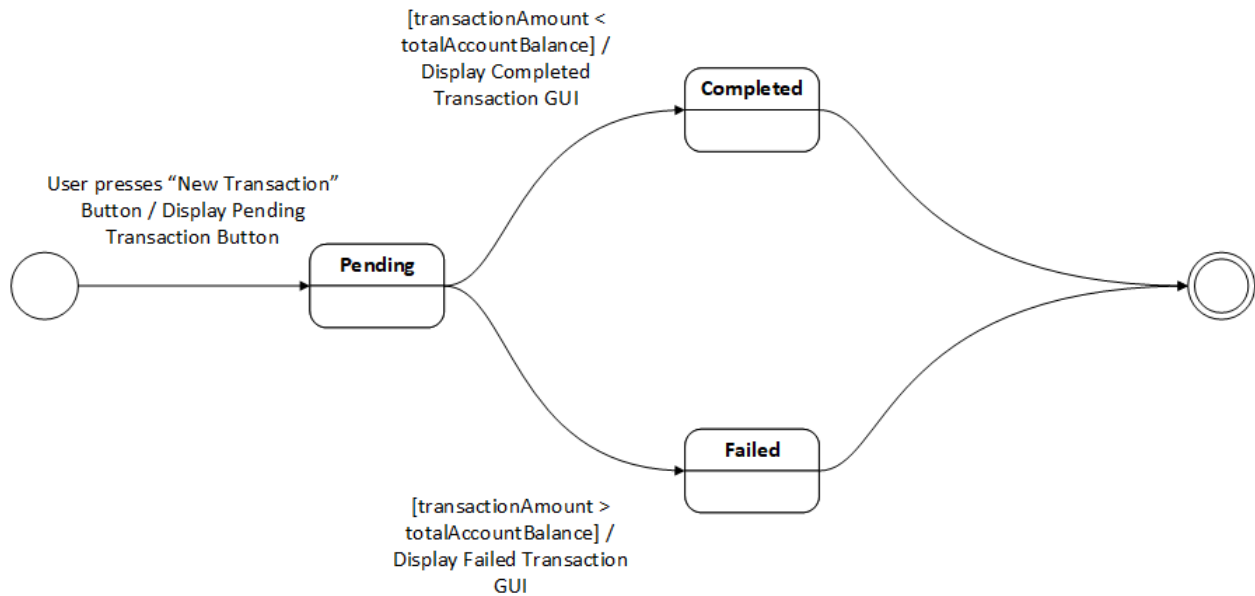 [transactionAmount <
totalAccountBalance] /
Display Completed
Transaction GUI
Completed
User presses “New Transaction”
Button / Display Pending
Transaction Button
Pending
Failed
[transactionAmount >
totalAccountBalance] /
Display Failed Transaction
GUI